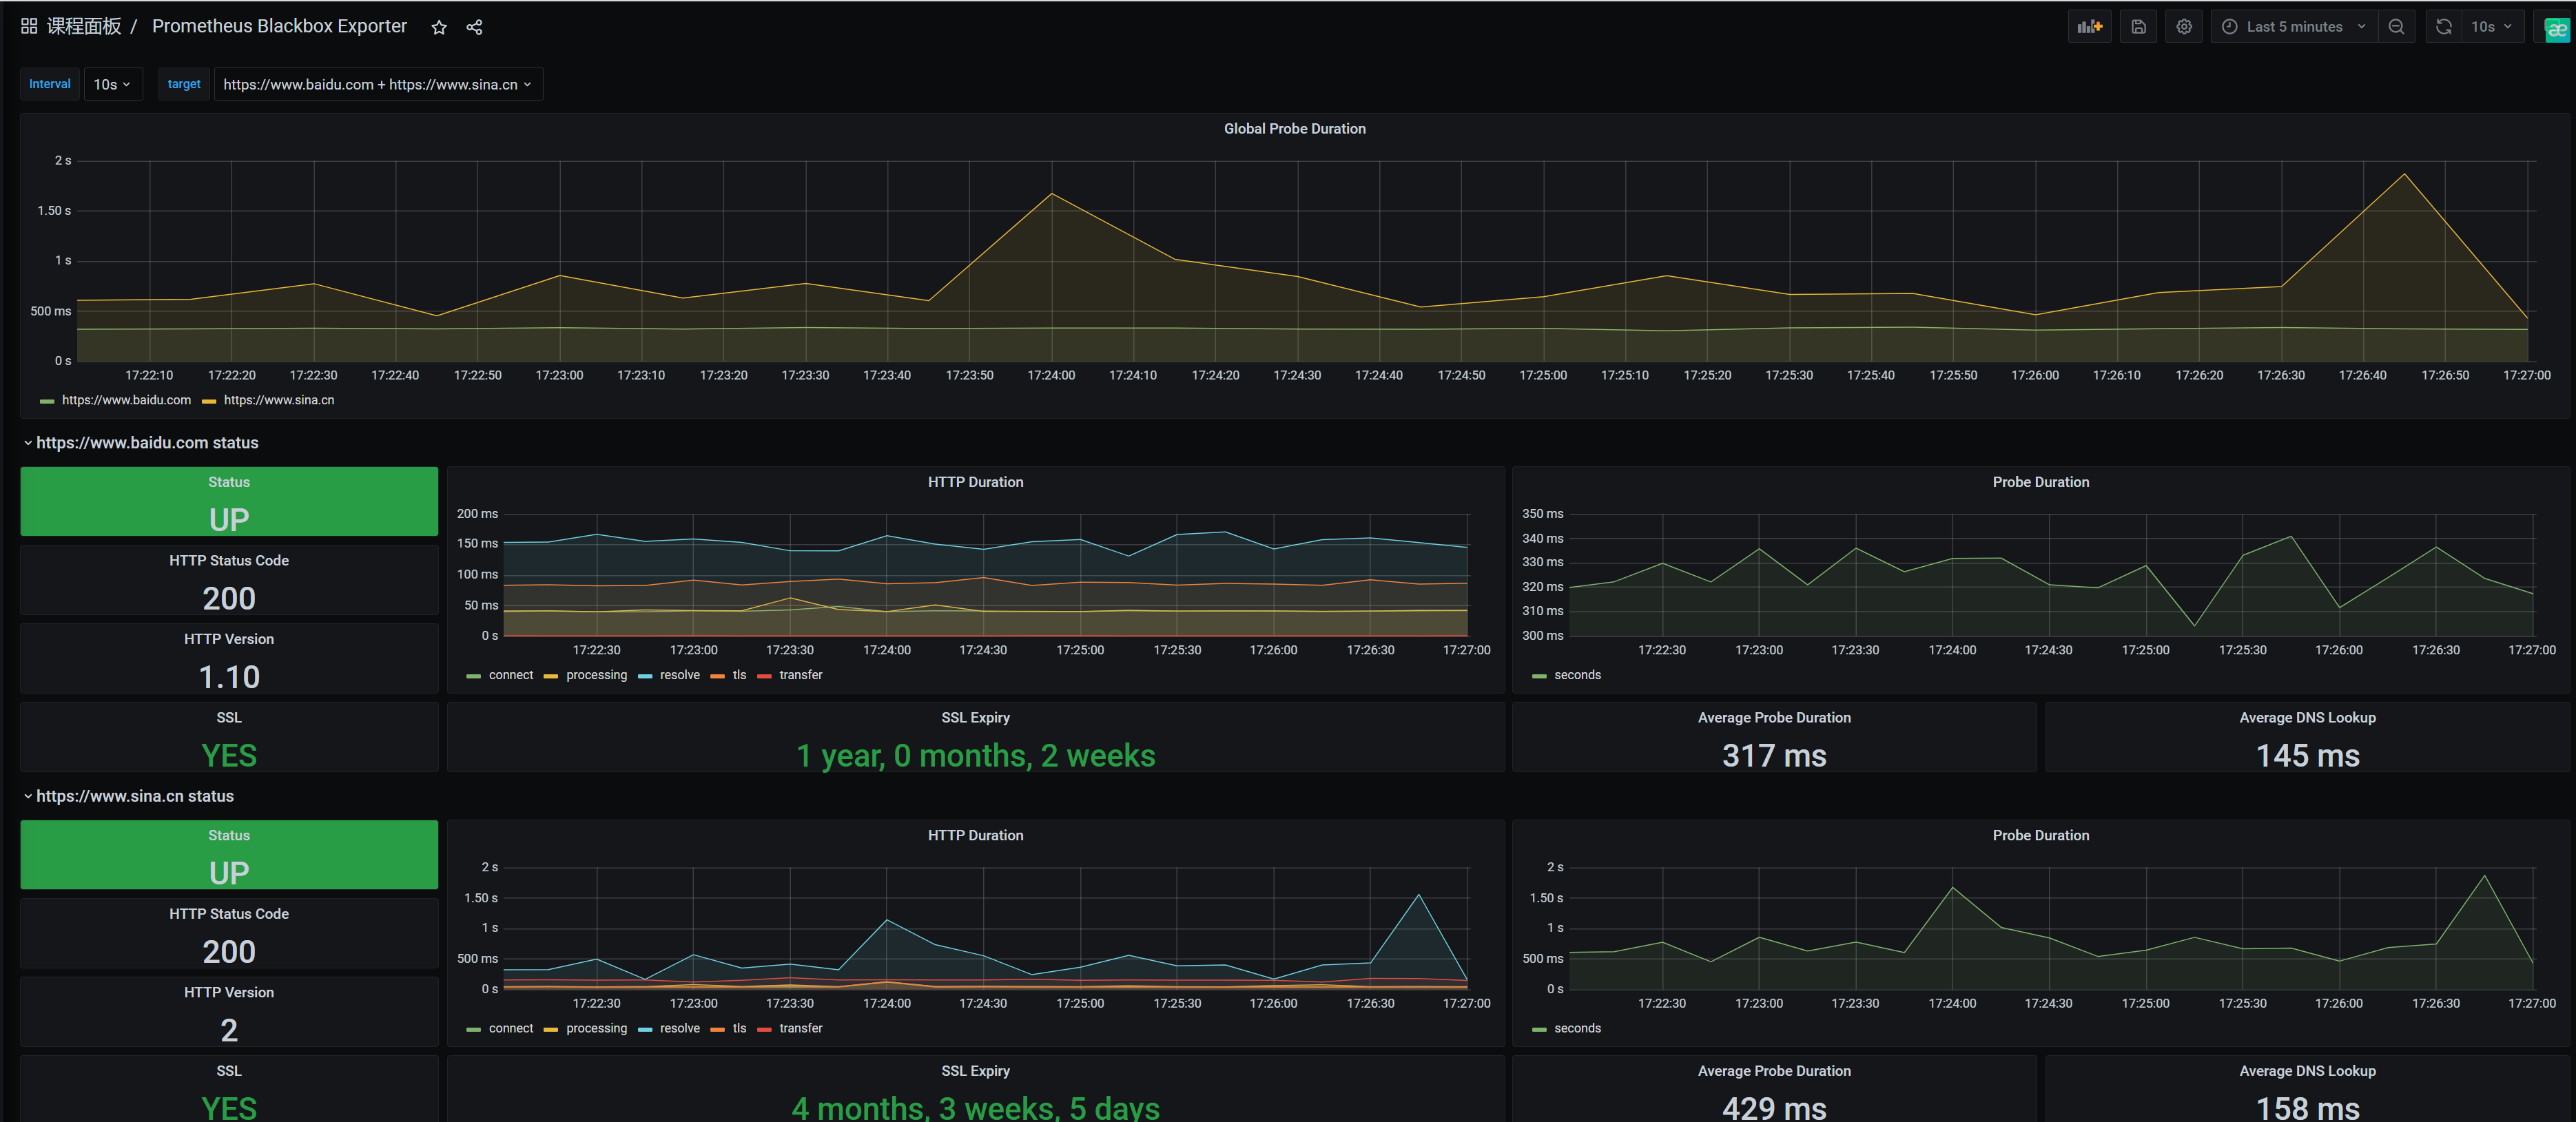 课程面板 / Prometheus Blackbox Exporter
Last 5 minutes
10s
Interval 10s target https://www.baidu.com + https://www.sina.cn
Global Probe Duration
2 s
1.50 s
1 s
500 ms
0 s
17:22:10 17:22:20 17:22:30 17:22:40 17:22:50 17:23:00 17:23:10 17:23:20 17:23:30 17:23:40 17:23:50 17:24:00 17:24:10 17:24:20 17:24:30 17:24:40 17:24:50 17:25:00 17:25:10 17:25:20 17:25:30 17:25:40 17:25:50 17:26:00 17:26:10 17:26:20 17:26:30 17:26:40 17:26:50 17:27:00
https://www.baidu.com https://www.sina.cn
https://www.baidu.com status
Status
UP
HTTP Status Code
200
HTTP Version
1.10
SSL
YES
HTTP Duration
200 ms
150 ms
100 ms
50 ms
0 s
17:22:30 17:23:00 17:23:30 17:24:00 17:24:30 17:25:00 17:25:30 17:26:00 17:26:30 17:27:00
connect processing resolve tls transfer
SSL Expiry
1 year, 0 months, 2 weeks
Probe Duration
350 ms
340 ms
330 ms
320 ms
310 ms
300 ms
17:22:30 17:23:00 17:23:30 17:24:00 17:24:30 17:25:00 17:25:30 17:26:00 17:26:30 17:27:00
seconds
Average Probe Duration
317 ms
Average DNS Lookup
145 ms
https://www.sina.cn status
Status
UP
HTTP Status Code
200
HTTP Version
2
SSL
YES
HTTP Duration
2 s
1.50 s
1 s
500 ms
0 s
17:22:30 17:23:00 17:23:30 17:24:00 17:24:30 17:25:00 17:25:30 17:26:00 17:26:30 17:27:00
connect processing resolve tls transfer
SSL Expiry
4 months, 3 weeks, 5 days
Probe Duration
2 s
1.50 s
1 s
500 ms
0 s
17:22:30 17:23:00 17:23:30 17:24:00 17:24:30 17:25:00 17:25:30 17:26:00 17:26:30 17:27:00
seconds
Average Probe Duration
429 ms
Average DNS Lookup
158 ms